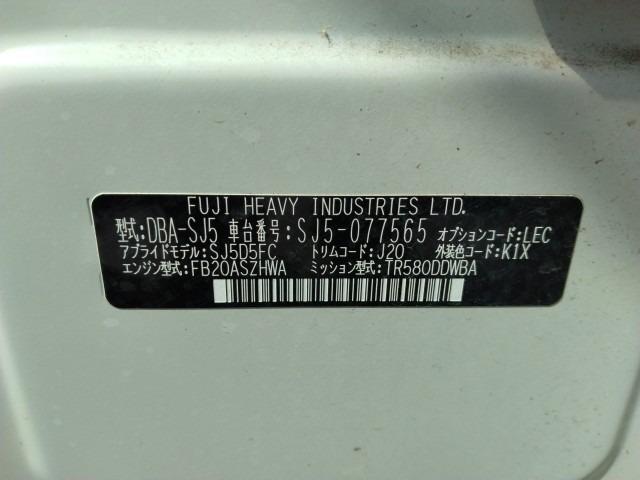 FUJI HEAVY INDUSTRIES LTD.
型式:DBA-SJ5 車台番号:SJ5-077565 オプションコード:LEC
アプライドモデル:SJ5D5FC トリムコード:J20 外装色コード:K1X
エンジン型式:FB20ASZHWA ミッション型式:TR580DDWBA